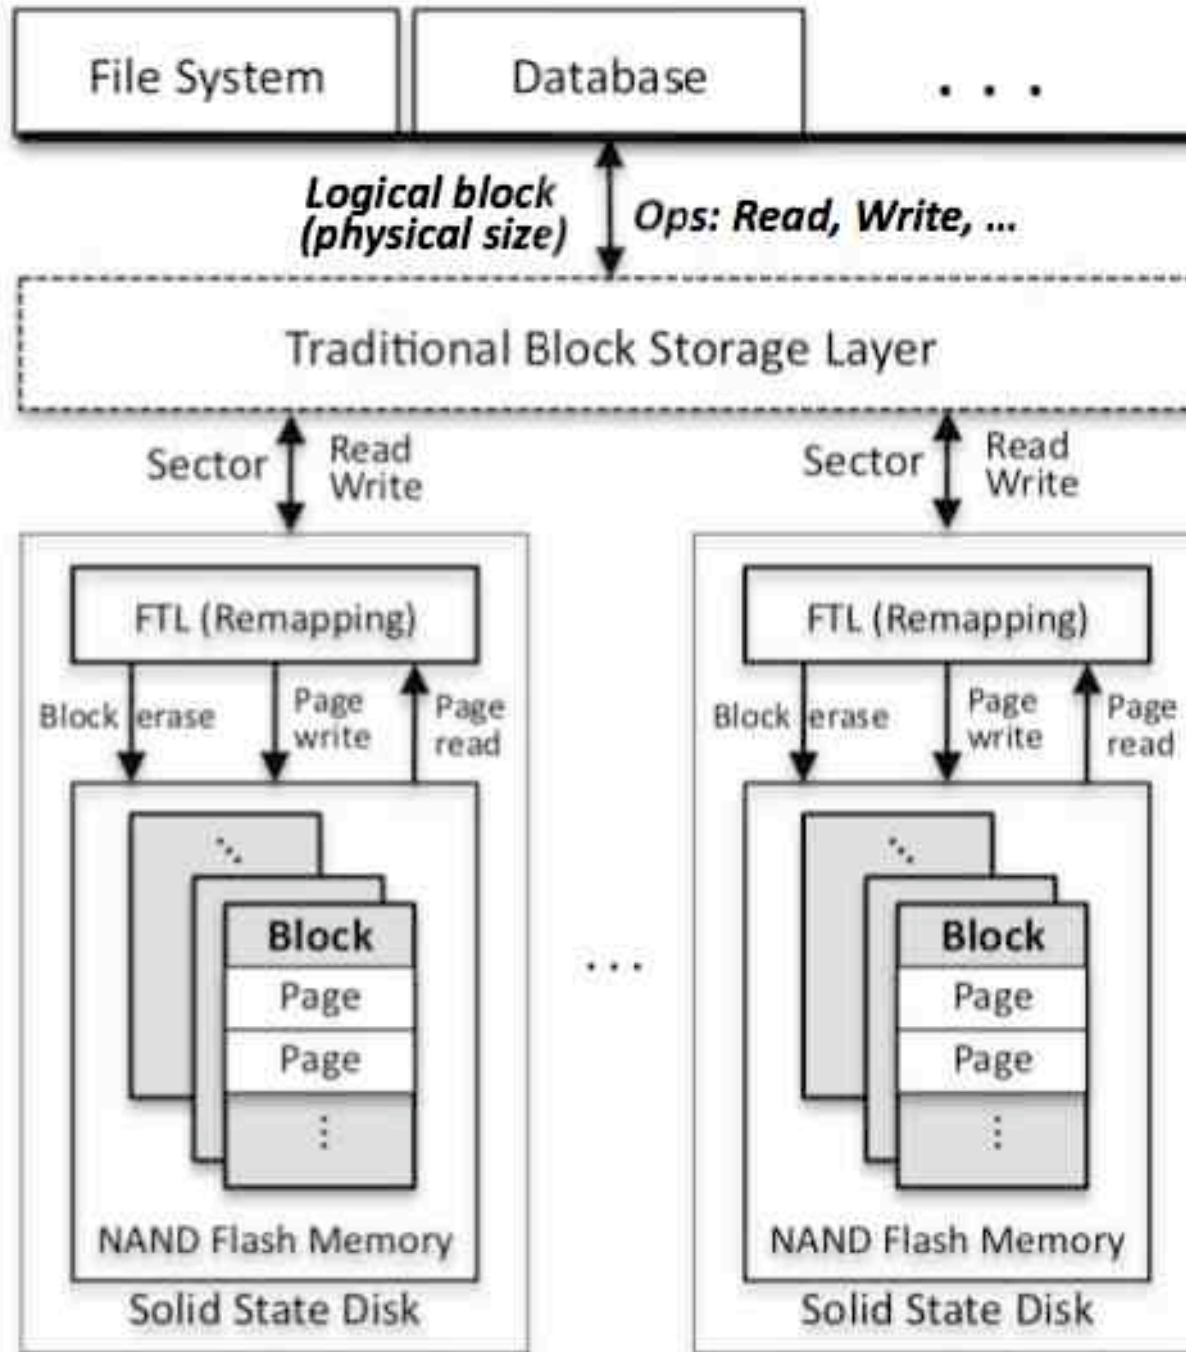 File System
Database
. . .
Logical block
(physical size)
Ops: Read, Write, ...
Traditional Block Storage Layer
Sector
Read
Write
Sector
Read
Write
FTL (Remapping)
Block erase
Page
write
Page
read
Block
Page
Page
NAND Flash Memory
Solid State Disk
...
FTL (Remapping)
Block erase
Page
write
Page
read
Block
Page
Page
NAND Flash Memory
Solid State Disk